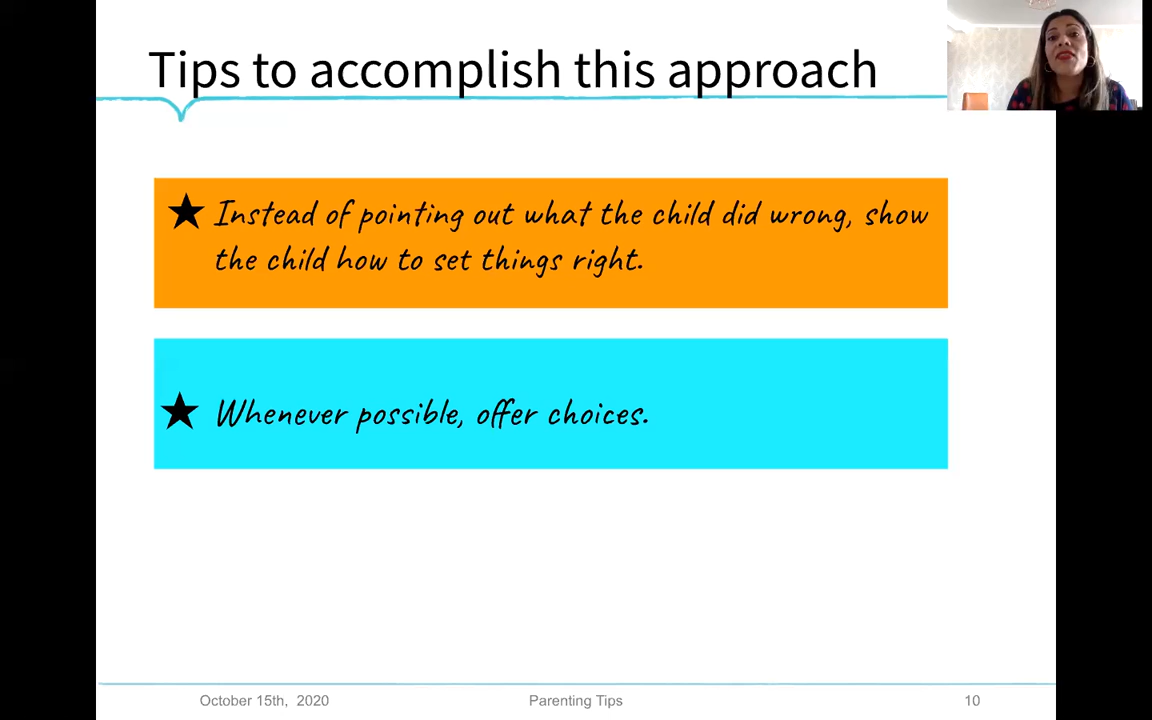 Tips to accomplish this approach
★ Instead of pointing out what the child did wrong, show
the child how to set things right.
★ Whenever possible, offer choices.
October 15th, 2020 Parenting Tips 10